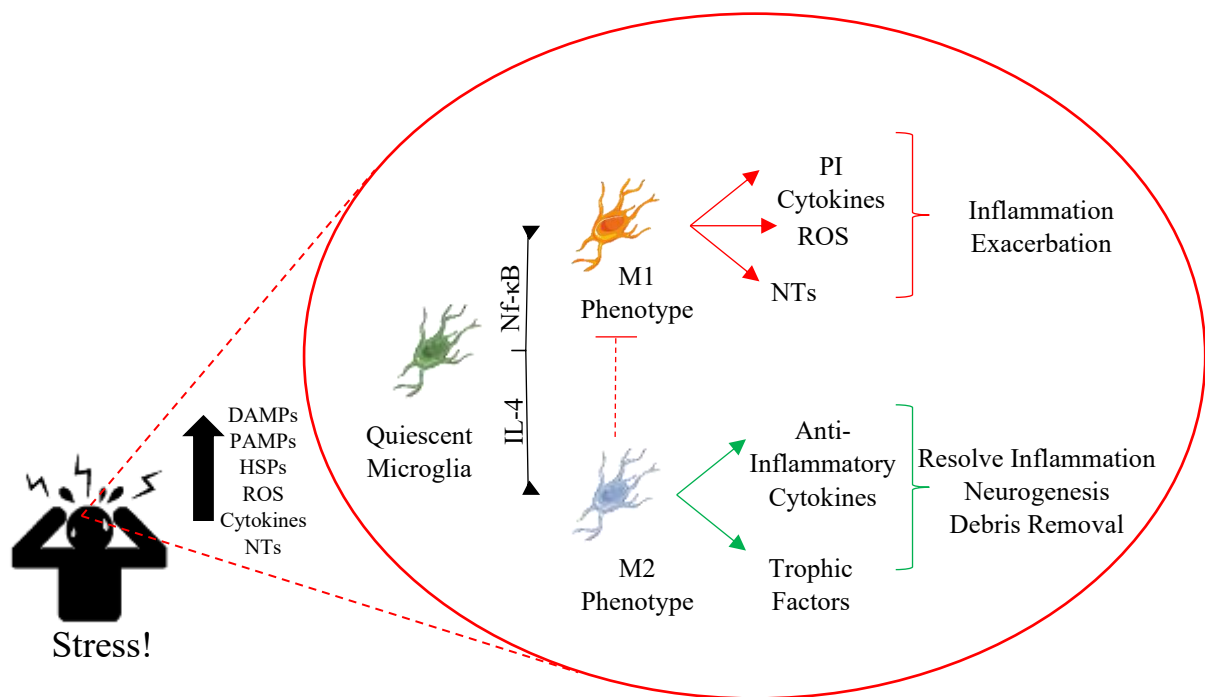 Stress!
DAMPs
PAMPs
HSPs
ROS
Cytokines
NTs
Quiescent
Microglia
Nf-κB
IL-4
M1
Phenotype
PI
Cytokines
ROS
NTs
Inflammation
Exacerbation
M2
Phenotype
Anti-
Inflammatory
Cytokines
Trophic
Factors
Resolve Inflammation
Neurogenesis
Debris Removal